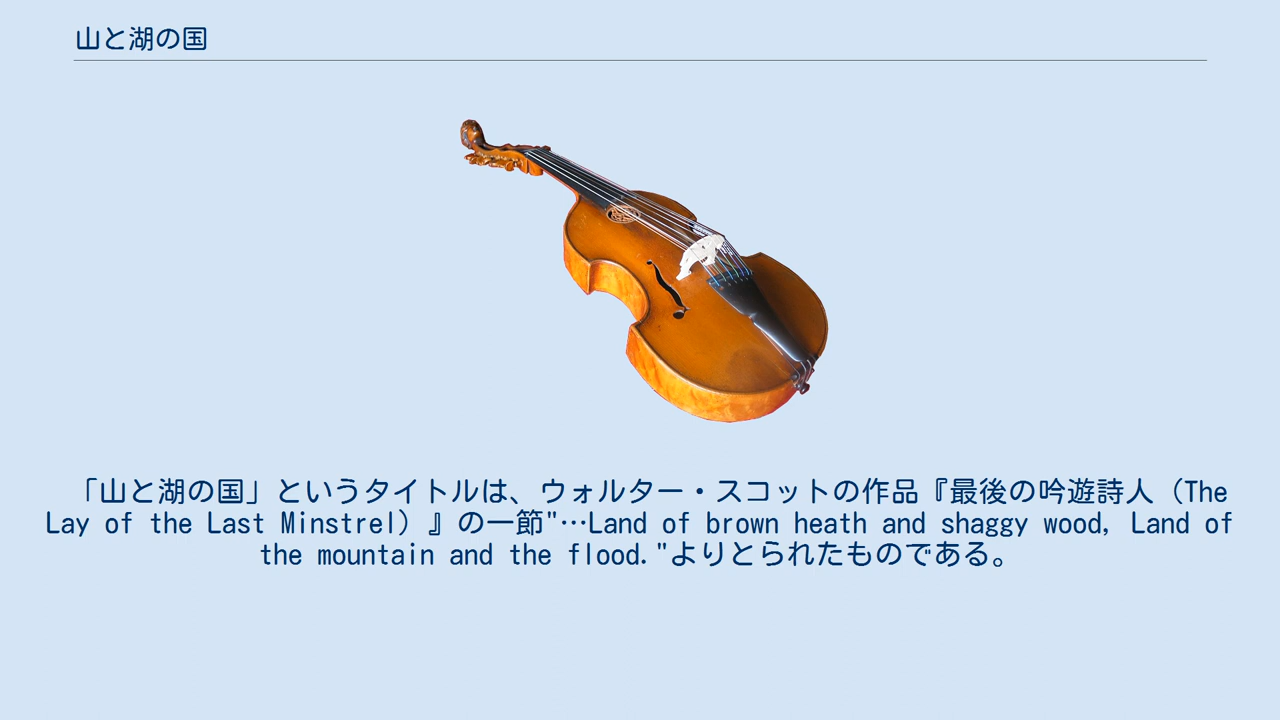 山と湖の国
「山と湖の国」というタイトルは、ウォルター・スコットの作品『最後の吟遊詩人（The
Lay of the Last Minstrel）』の一節"…Land of brown heath and shaggy wood, Land of
the mountain and the flood."よりとられたものである。